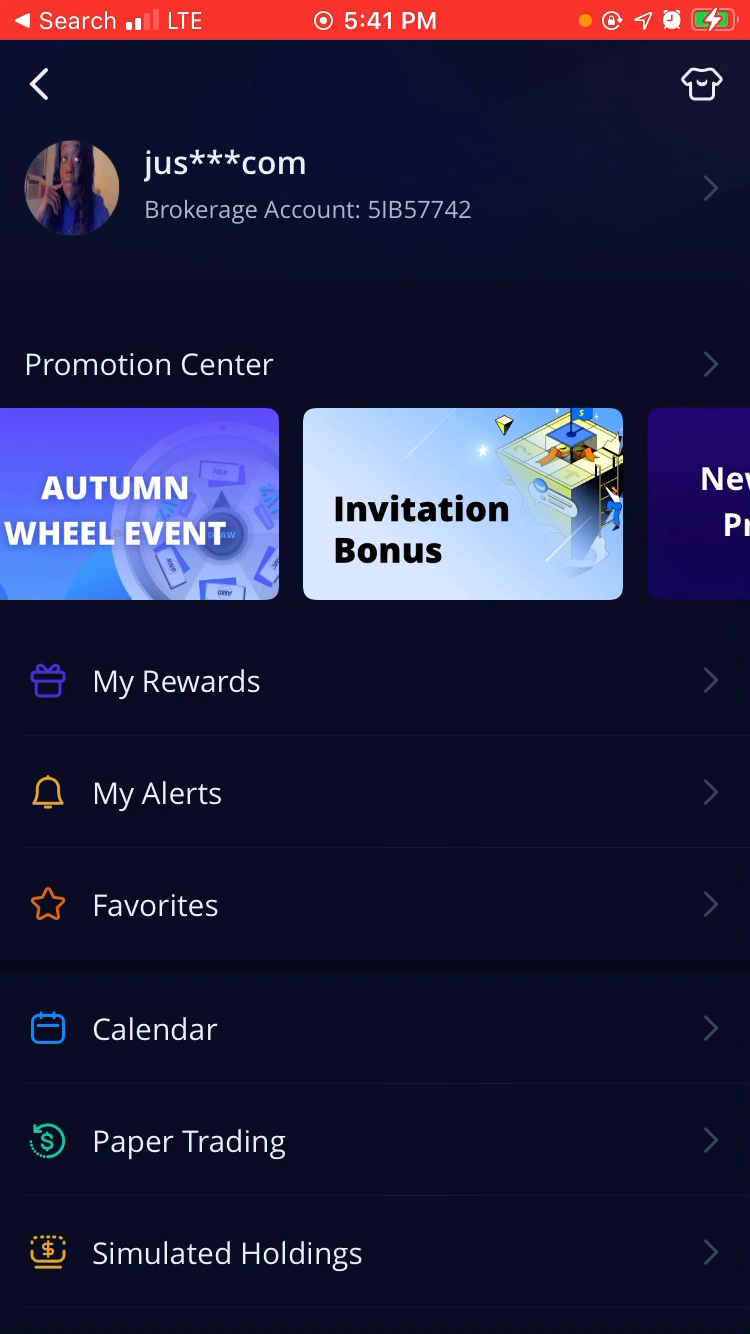 Search LTE 5:41 PM
jus***com
Brokerage Account: 5IB57742
Promotion Center
AUTUMN
WHEEL EVENT
Invitation
Bonus
My Rewards
My Alerts
Favorites
Calendar
Paper Trading
Simulated Holdings